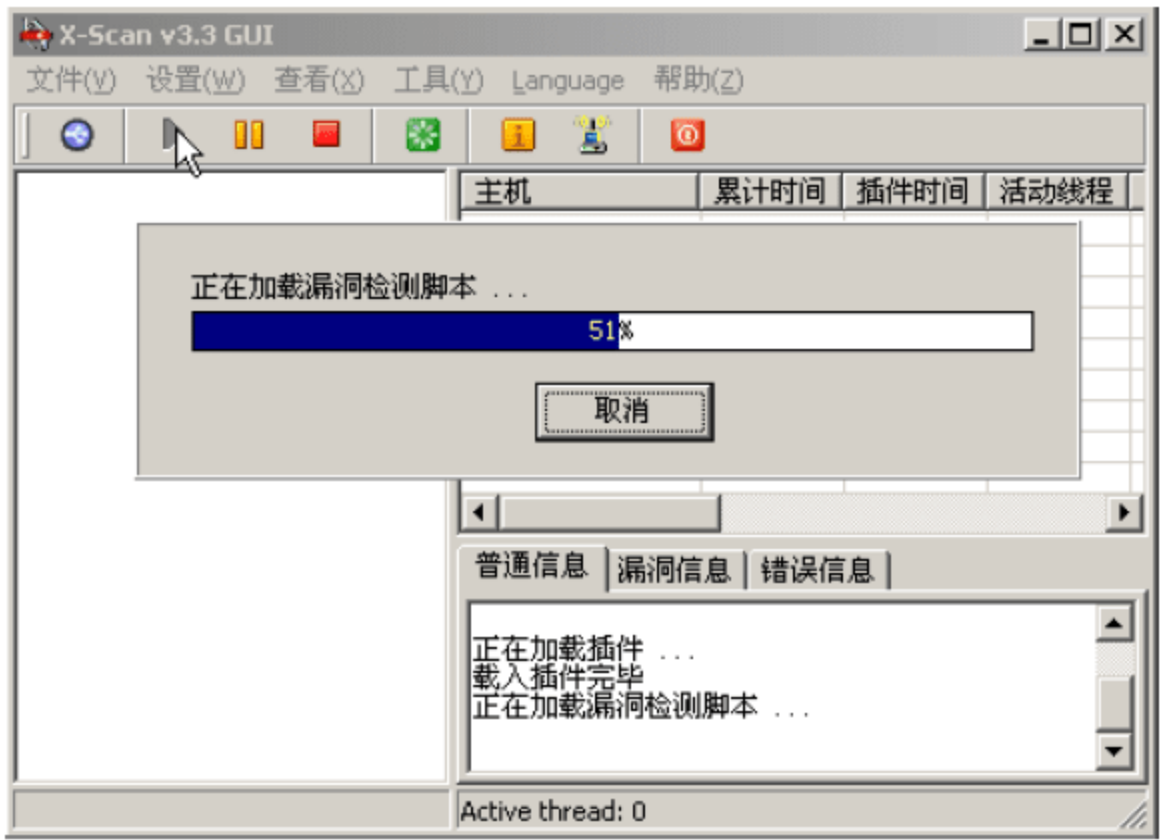 X-Scan v3.3 GUI
文件(V) 设置(W) 查看(X) 工具(Y) Language 帮助(Z)
主机 累计时间 插件时间 活动线程
正在加载漏洞检测脚本 ...
51%
取消
普通信息 漏洞信息 错误信息
正在加载插件 ...
载入插件完毕
正在加载漏洞检测脚本 ...
Active thread: 0